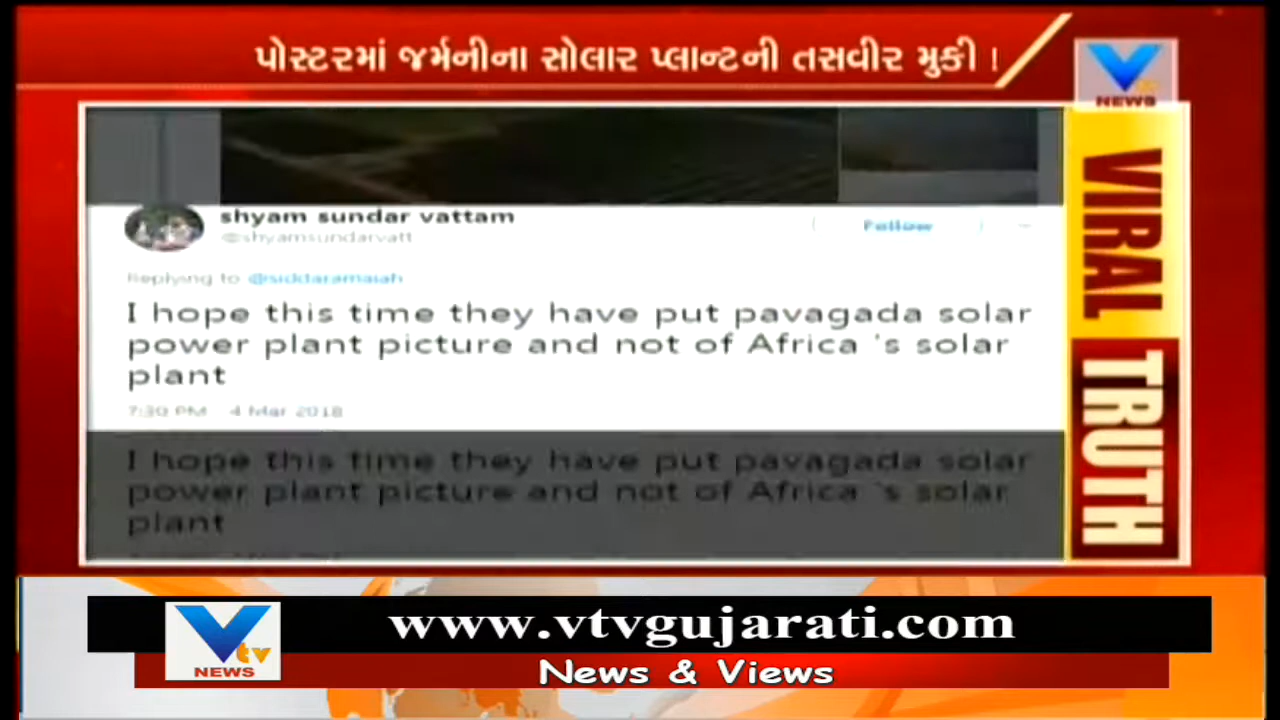 પોસ્ટરમાં જર્મનીના સોલાર પ્લાન્ટની તસવીર મુકી !
V
NEWS
VIRAL
TRUTH
shyam sundar vattam
@shyamsundarvatt
Follow
Replying to @siddaramaiah
I hope this time they have put pavagada solar
power plant picture and not of Africa 's solar
plant
7:30 PM 4 Mar 2018
I hope this time they have put pavagada solar
power plant picture and not of Africa 's solar
plant
Vtv
NEWS
www.vtvgujarati.com
News & Views